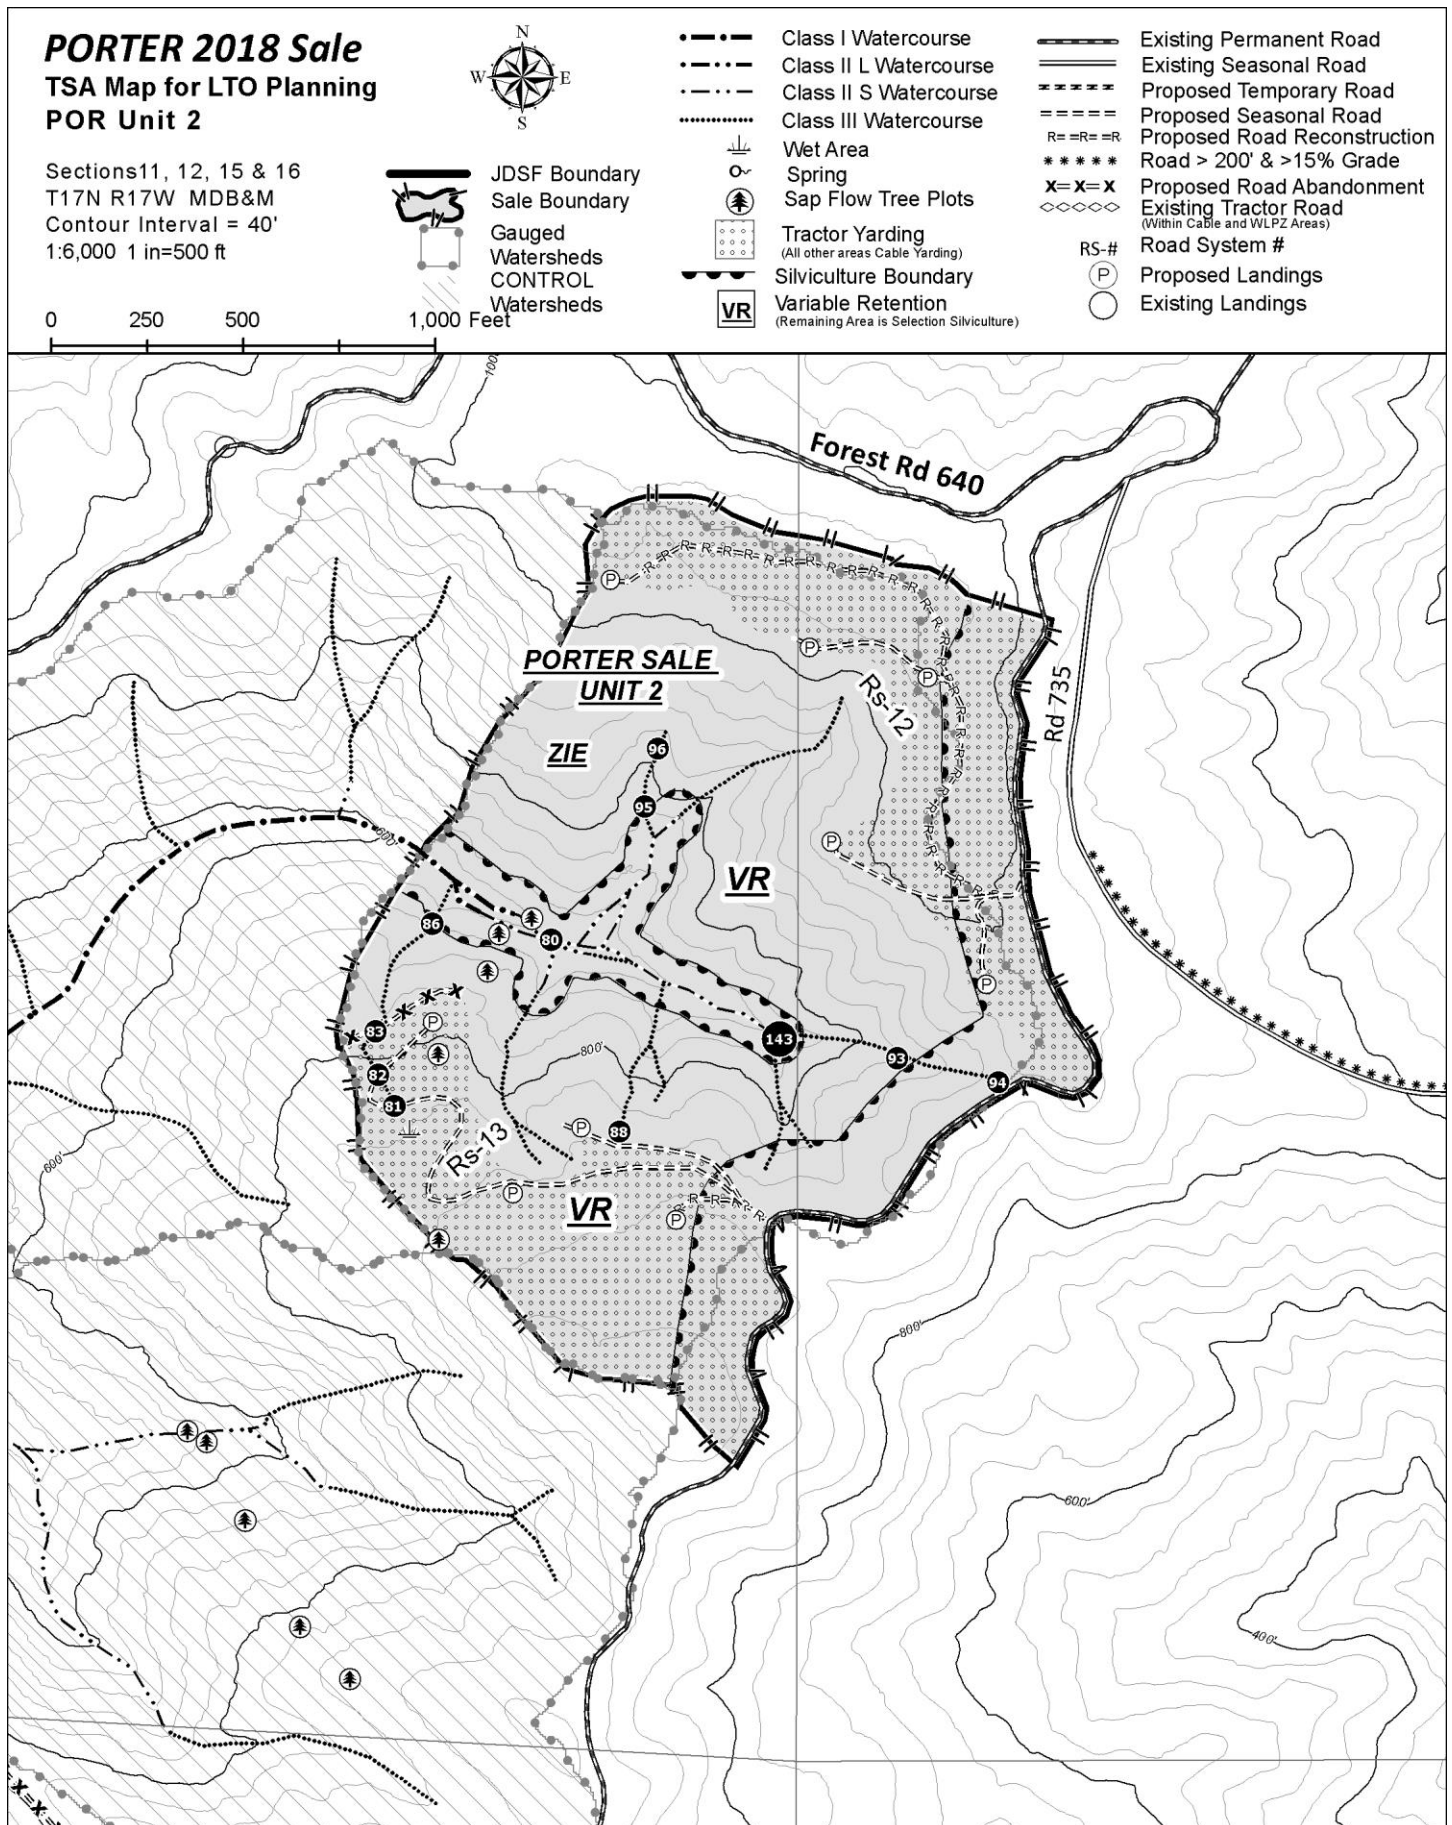 PORTER 2018 Sale
TSA Map for LTO Planning
POR Unit 2
Sections11, 12, 15 & 16
T17N R17W MDB&M
Contour Interval = 40'
1:6,000 1 in=500 ft
0 250 500 1,000 Feet
N
W E
S
JDSF Boundary
Sale Boundary
Gauged
Watersheds
CONTROL
Watersheds
Class I Watercourse
Class II L Watercourse
Class II S Watercourse
Class III Watercourse
Wet Area
Spring
Sap Flow Tree Plots
Tractor Yarding
(All other areas Cable Yarding)
Silviculture Boundary
VR Variable Retention
(Remaining Area is Selection Silviculture)
Existing Permanent Road
Existing Seasonal Road
Proposed Temporary Road
Proposed Seasonal Road
R= =R= =R Proposed Road Reconstruction
Road > 200' & >15% Grade
X=X=X Proposed Road Abandonment
Existing Tractor Road
(Within Cable and WLPZ Areas)
RS-# Road System #
P Proposed Landings
Existing Landings
Forest Rd 640
P
PORTER SALE
UNIT 2
P
P
Rs-12
Rd 735
ZIE
96
95
600'
P
VR
86
80
P
83
P
143
800'
93
82
94
81
P
88
Rs-13
600'
P
VR
P
800'
600'
400'